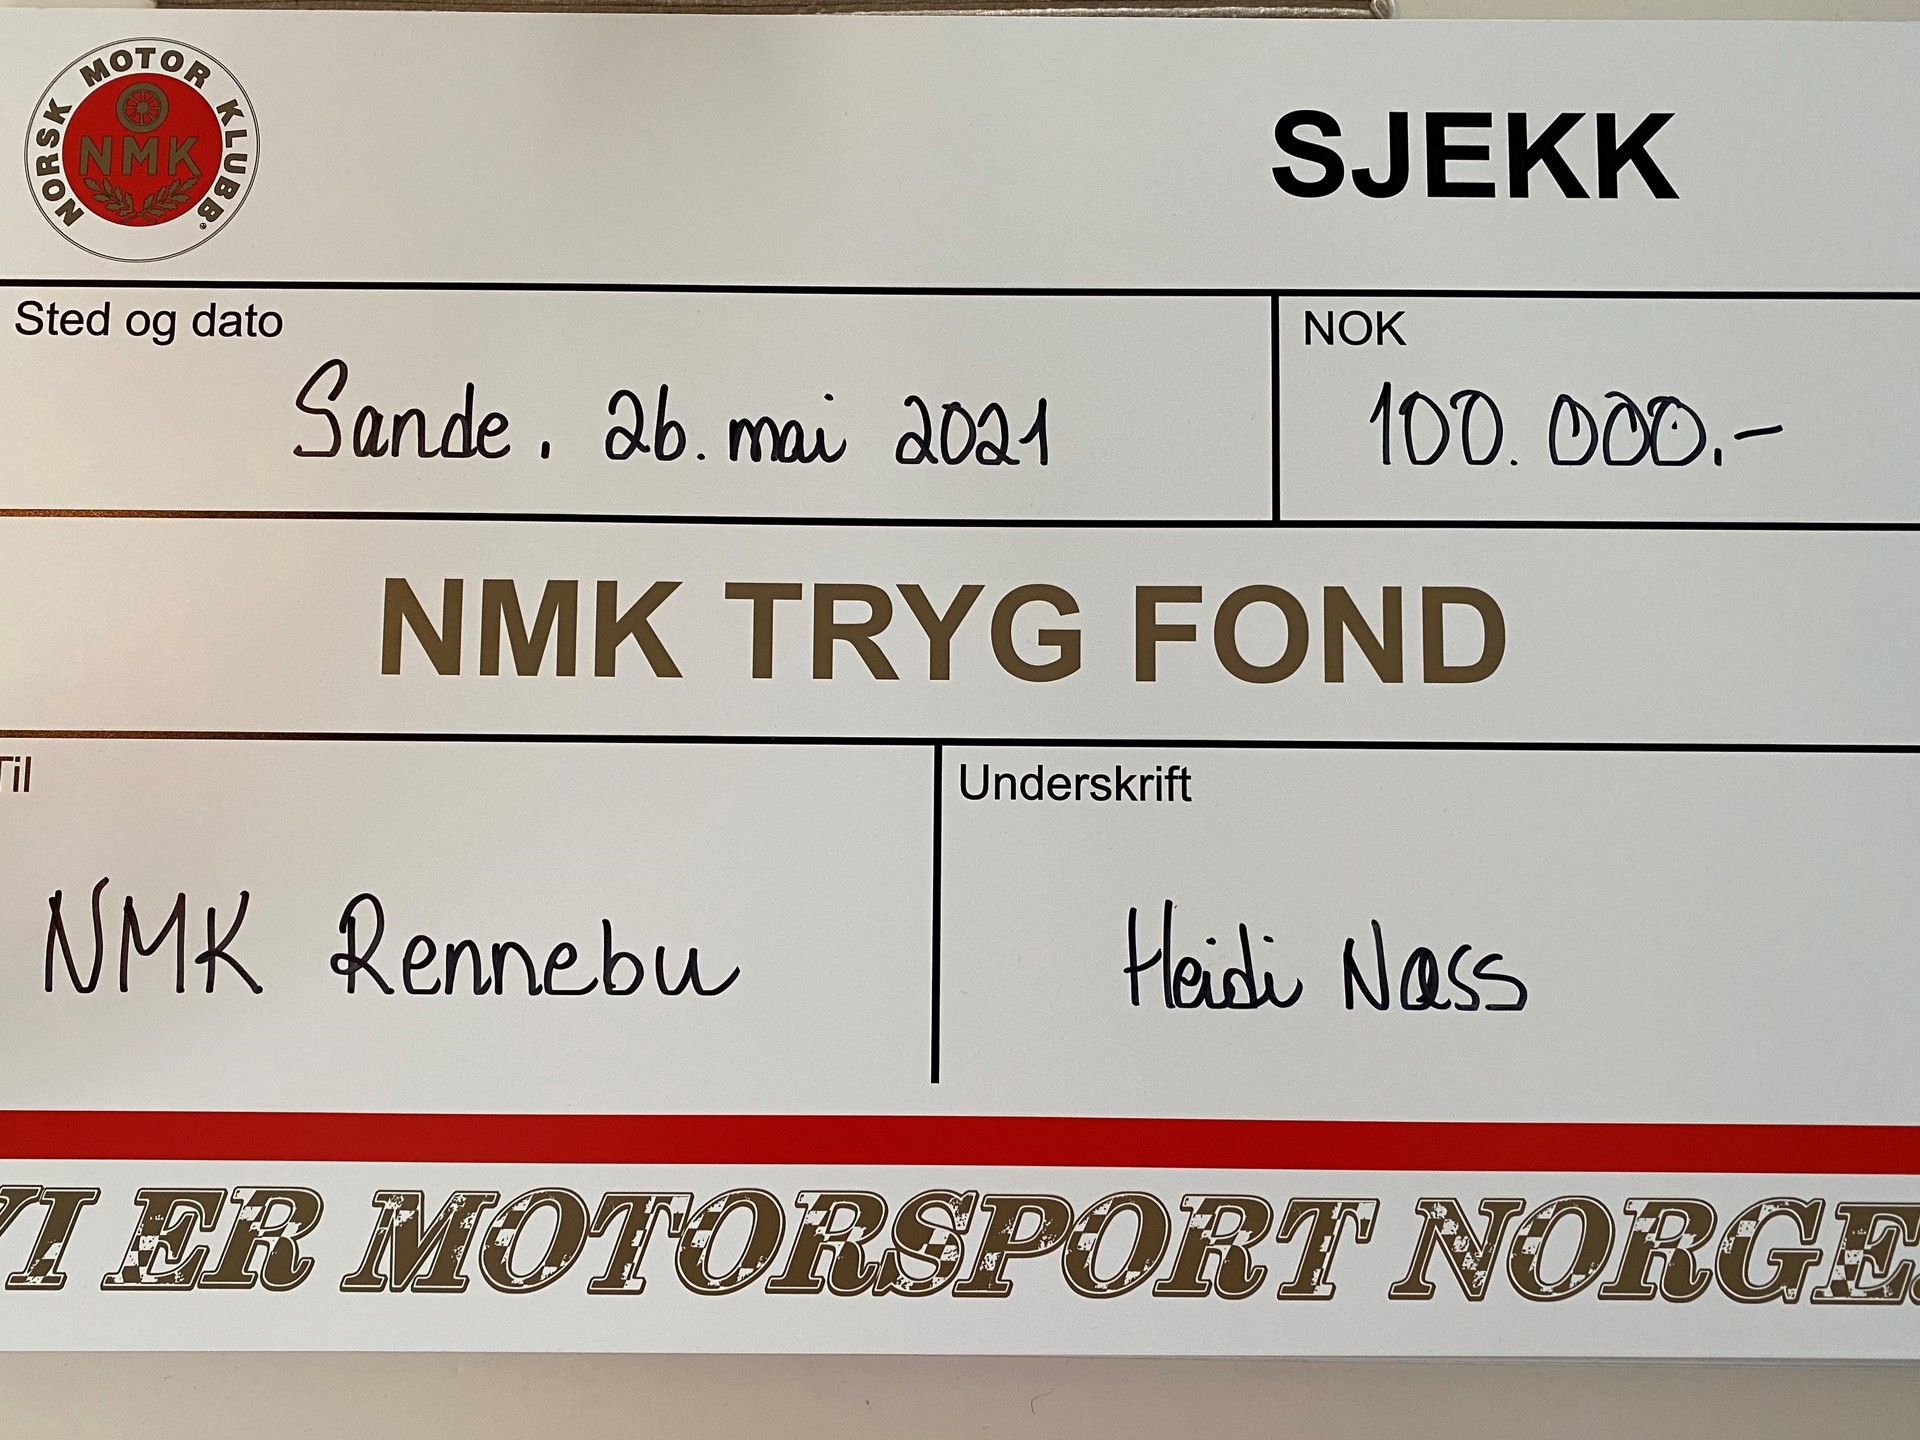 NORSK MOTOR KLUBB
NMK
SJEKK
Sted og dato
Sande, 26. mai 2021
NOK
100.000.-
NMK TRYG FOND
Til
NMK Rennebu
Underskrift
Heidi Næss
VI ER MOTORSPORT NORGE.